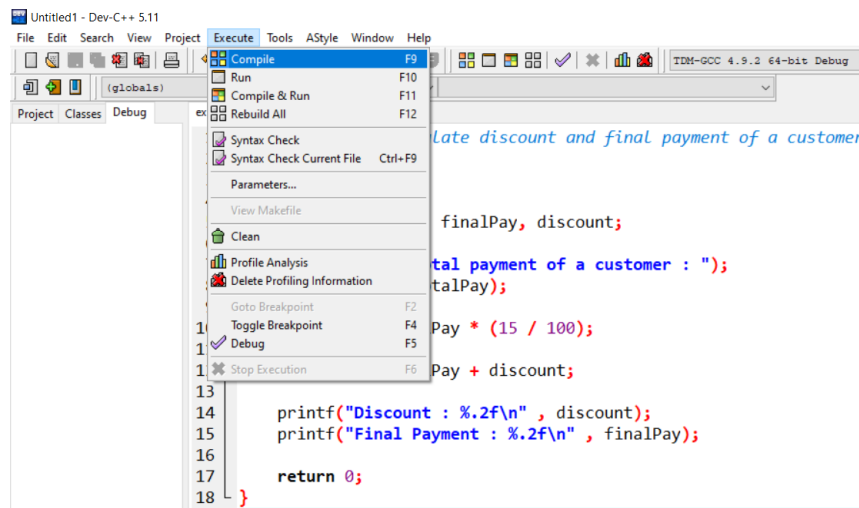 Untitled1 - Dev-C++ 5.11
File Edit Search View Project Execute Tools AStyle Window Help
TDM-GCC 4.9.2 64-bit Debug
(globals)
Project Classes Debug
Compile F9
Run F10
Compile & Run F11
Rebuild All F12
Syntax Check
Syntax Check Current File Ctrl+F9
Parameters...
View Makefile
Clean
Profile Analysis
Delete Profiling Information
Goto Breakpoint F2
Toggle Breakpoint F4
Debug F5
Stop Execution F6
late discount and final payment of a customer
finalPay, discount;
tal payment of a customer : ");
talPay);
Pay * (15 / 100);
Pay + discount;
13
14 printf("Discount : %.2f\n" , discount);
15 printf("Final Payment : %.2f\n" , finalPay);
16
17 return 0;
18 }